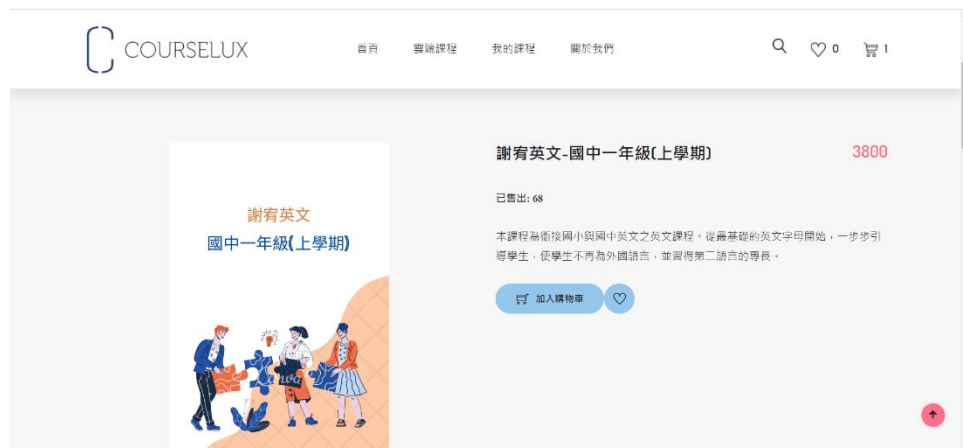 COURSELUX
首頁 雲端課程 我的課程 關於我們 0 1
謝宥英文-國中一年級(上學期) 3800
已售出: 68
本課程為銜接國小與國中英文之英文課程。從最基礎的英文字母開始，一步步引
導學生，使學生不再為外國語言，並習得第二語言的專長。
加入購物車
謝宥英文
國中一年級(上學期)